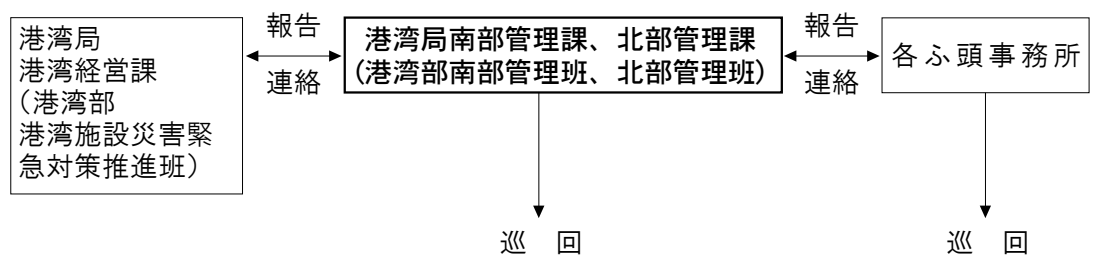 港湾局
港湾経営課
（港湾部
港湾施設災害緊
急対策推進班）
報告
連絡
港湾局南部管理課、北部管理課
(港湾部南部管理班、北部管理班)
報告
連絡
各ふ頭事務所
巡　回
巡　回